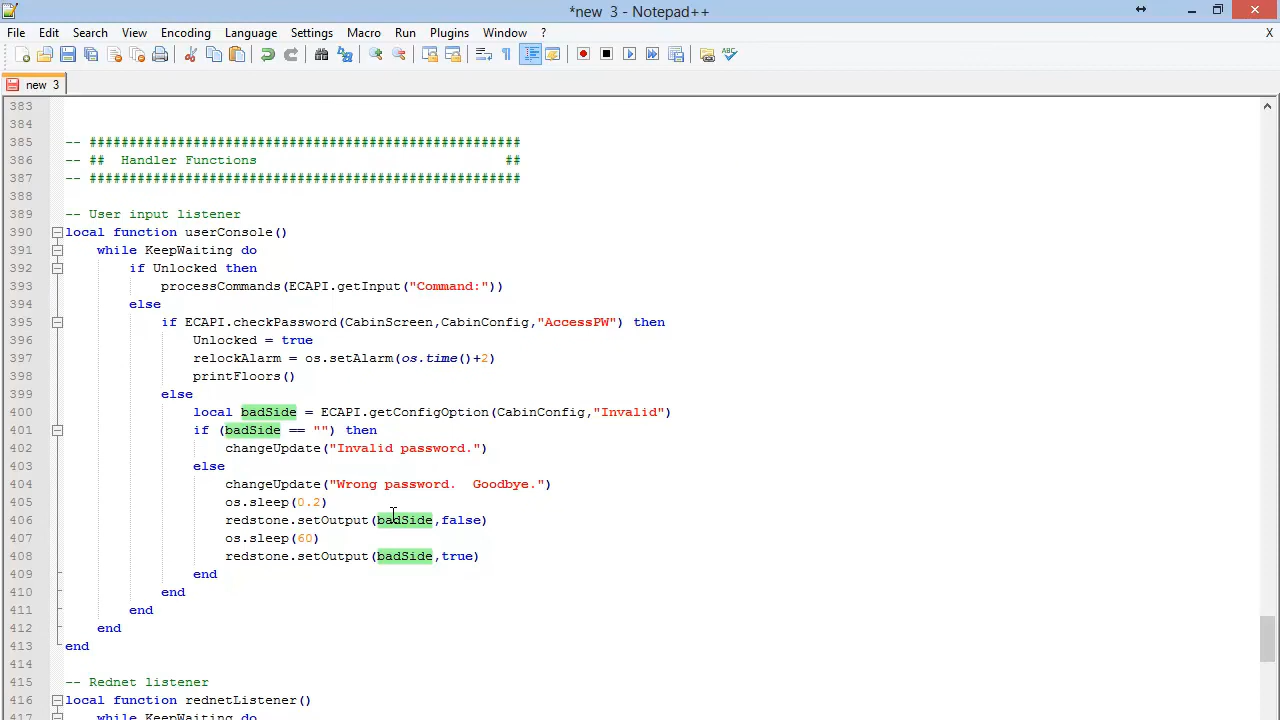 *new 3 - Notepad++
File Edit Search View Encoding Language Settings Macro Run Plugins Window ? X
new 3
383
384
385 -- ######################################################
386 -- ## Handler Functions ##
387 -- ######################################################
388
389 -- User input listener
390 local function userConsole()
391 while KeepWaiting do
392 if Unlocked then
393 processCommands(ECAPI.getInput("Command:"))
394 else
395 if ECAPI.checkPassword(CabinScreen,CabinConfig,"AccessPW") then
396 Unlocked = true
397 relockAlarm = os.setAlarm(os.time()+2)
398 printFloors()
399 else
400 local badSide = ECAPI.getConfigOption(CabinConfig,"Invalid")
401 if (badSide == "") then
402 changeUpdate("Invalid password.")
403 else
404 changeUpdate("Wrong password.  Goodbye.")
405 os.sleep(0.2)
406 redstone.setOutput(badSide,false)
407 os.sleep(60)
408 redstone.setOutput(badSide,true)
409 end
410 end
411 end
412 end
413 end
414
415 -- Rednet listener
416 local function rednetListener()
417 while KeepWaiting do